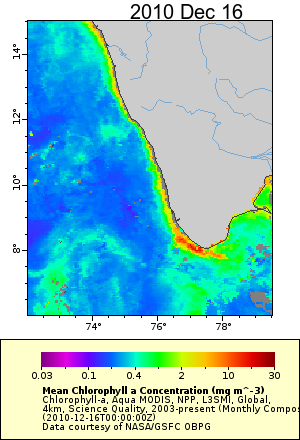 2010 Dec 16
14°
12°
10°
8°
74°
76°
78°
0.03
0.1
0.4
2
10
30
Mean Chlorophyll a Concentration (mg m^-3)
Chlorophyll-a, Aqua MODIS, NPP, L3SMI, Global,
4km, Science Quality, 2003-present (Monthly Compos
(2010-12-16T00:00:00Z)
Data courtesy of NASA/GSFC OBPG